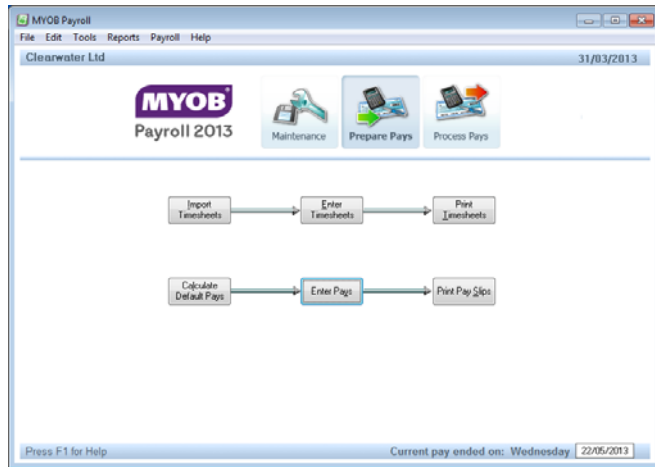 MYOB Payroll
File Edit Tools Reports Payroll Help
Clearwater Ltd 31/03/2013
MYOB
Payroll 2013
Maintenance Prepare Pays Process Pays
Import Timesheets
Enter Timesheets
Print Timesheets
Calculate Default Pays
Enter Pays
Print Pay Slips
Press F1 for Help Current pay ended on: Wednesday 22/05/2013